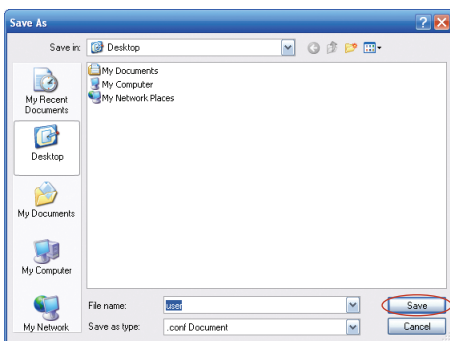 Save As
Save in:
Desktop
My Documents
My Computer
My Network Places
My Recent
Documents
Desktop
My Documents
My Computer
My Network
File name:
user
Save
Save as type:
.conf Document
Cancel